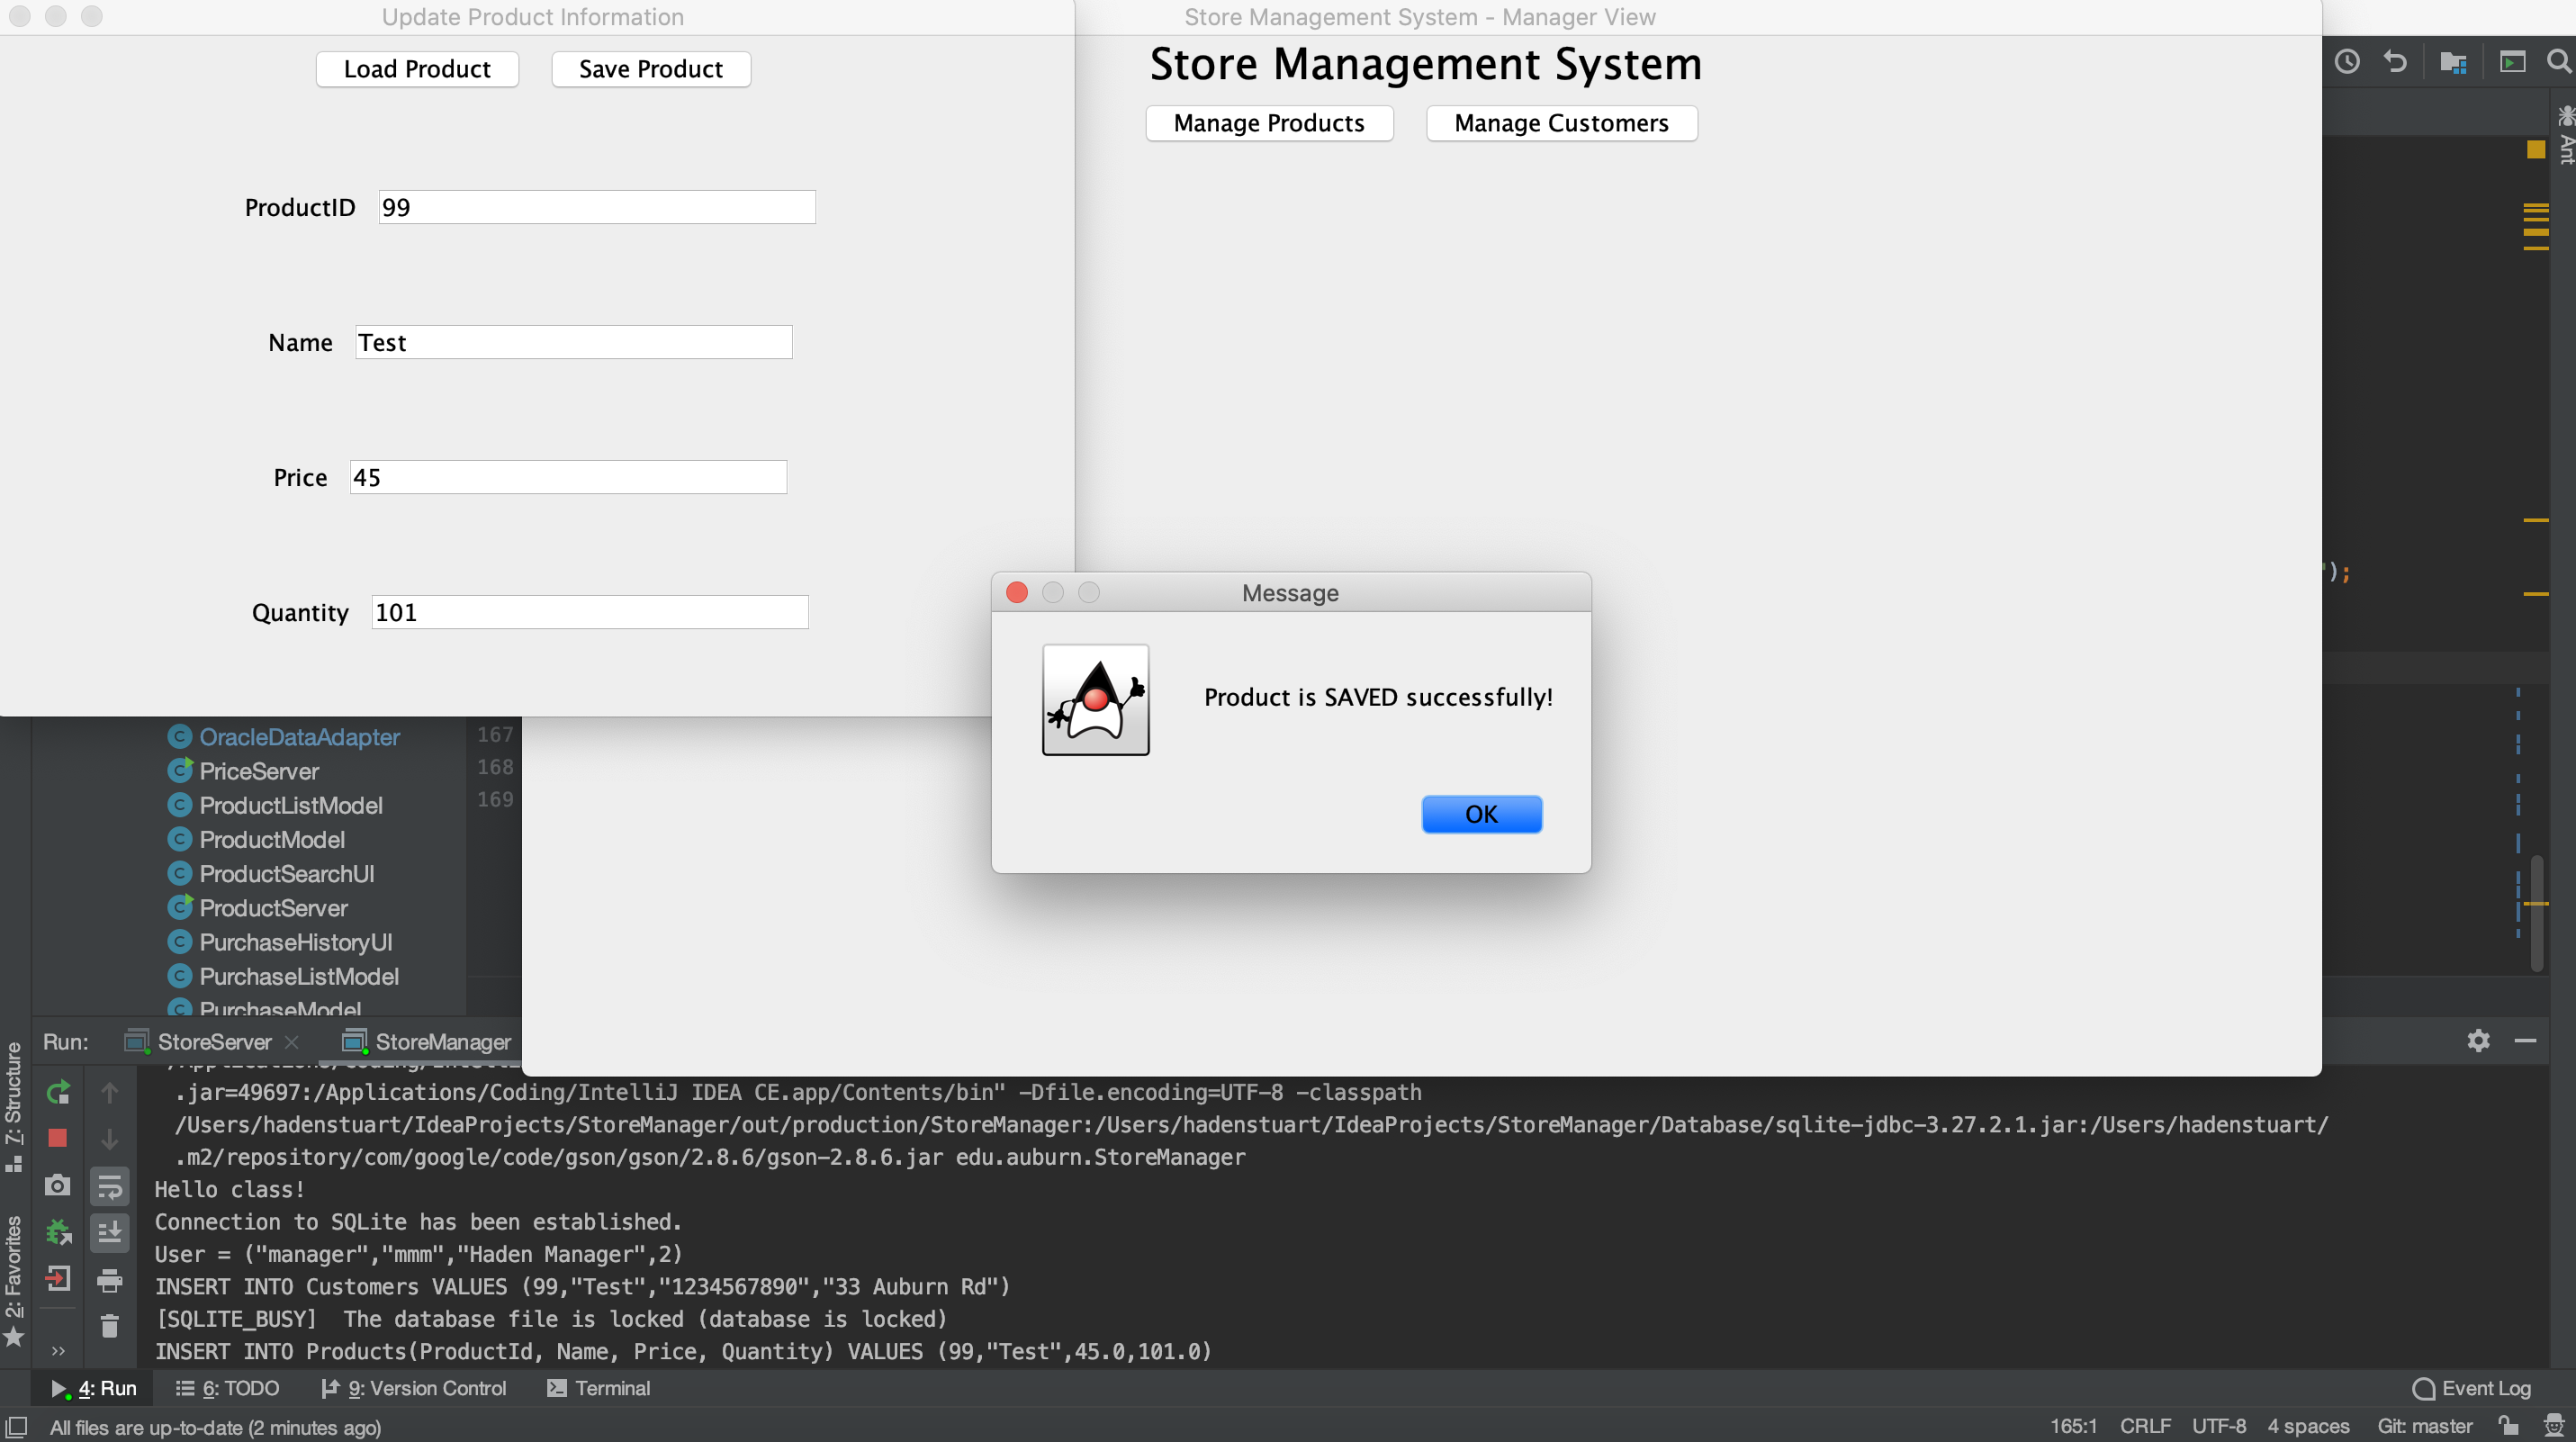 Update Product Information
Store Management System - Manager View
Load Product
Save Product
Store Management System
Manage Products
Manage Customers
ProductID
99
Name
Test
Price
45
Quantity
101
Ant
");
Message
Product is SAVED successfully!
OK
OracleDataAdapter
PriceServer
ProductListModel
ProductModel
ProductSearchUI
ProductServer
PurchaseHistoryUI
PurchaseListModel
PurchaseModel
167
168
169
Run:
StoreServer
StoreManager
7: Structure
2: Favorites
.jar=49697:/Applications/Coding/IntelliJ IDEA CE.app/Contents/bin" -Dfile.encoding=UTF-8 -classpath
/Users/hadenstuart/IdeaProjects/StoreManager/out/production/StoreManager:/Users/hadenstuart/IdeaProjects/StoreManager/Database/sqlite-jdbc-3.27.2.1.jar:/Users/hadenstuart/
.m2/repository/com/google/code/gson/gson/2.8.6/gson-2.8.6.jar edu.auburn.StoreManager
Hello class!
Connection to SQLite has been established.
User = ("manager","mmm","Haden Manager",2)
INSERT INTO Customers VALUES (99,"Test","1234567890","33 Auburn Rd")
[SQLITE_BUSY]  The database file is locked (database is locked)
INSERT INTO Products(ProductId, Name, Price, Quantity) VALUES (99,"Test",45.0,101.0)
4: Run
6: TODO
9: Version Control
Terminal
Event Log
All files are up-to-date (2 minutes ago)
165:1
CRLF
UTF-8
4 spaces
Git: master